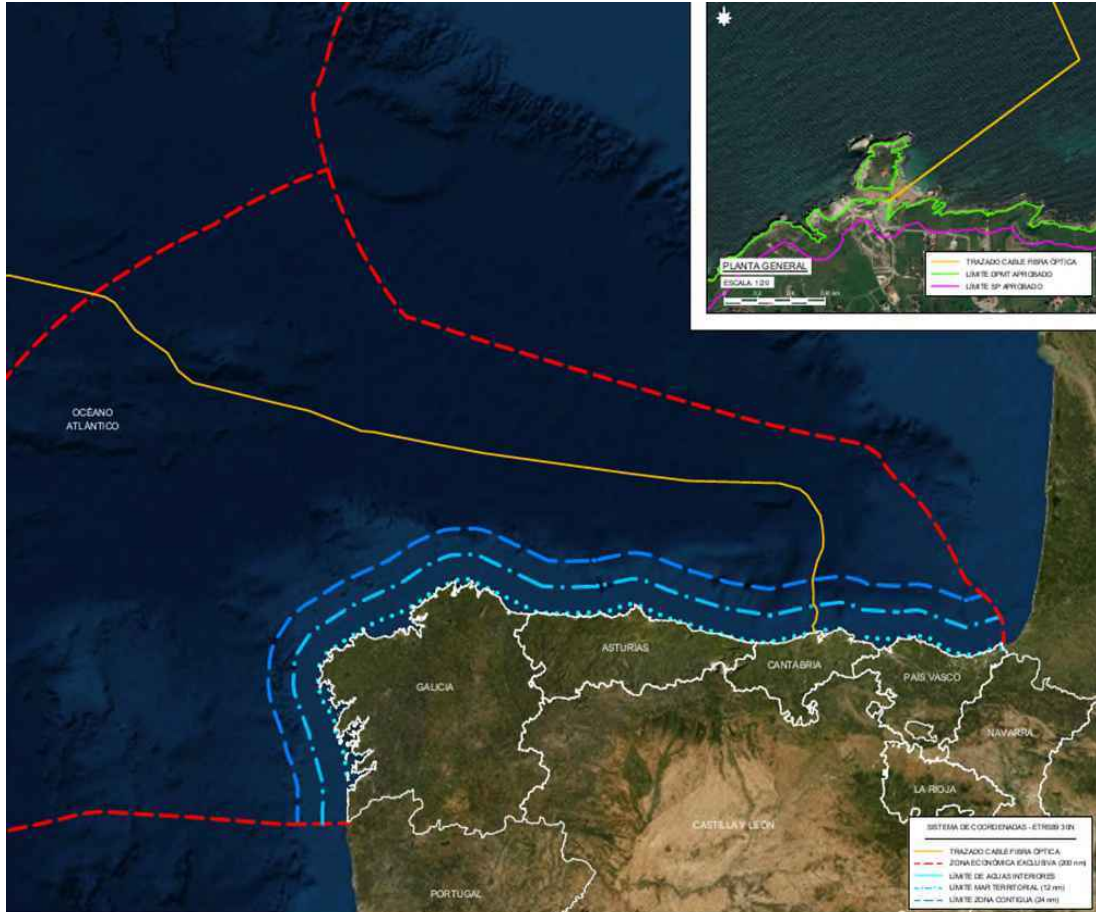 PLANTA GENERAL
TRAZADO CABLE FIBRA ÓPTICA
LÍMITE DPMT APROBADO
LÍMITE SP APROBADO
OCÉANO
ATLÁNTICO
ASTURIAS
CANTABRIA
PAIS VASCO
GALICIA
NAVARRA
LA RIOJA
CASTILLA Y LEÓN
PORTUGAL
SISTEMA DE COORDENADAS - ETRS89 30N
TRAZADO CABLE FIBRA ÓPTICA
ZONA ECONÓMICA EXCLUSIVA (200 nm)
LÍMITE DE AGUAS INTERIORES
LÍMITE MAR TERRITORIAL (12 nm)
LÍMITE ZONA CONTIGUA (24 nm)